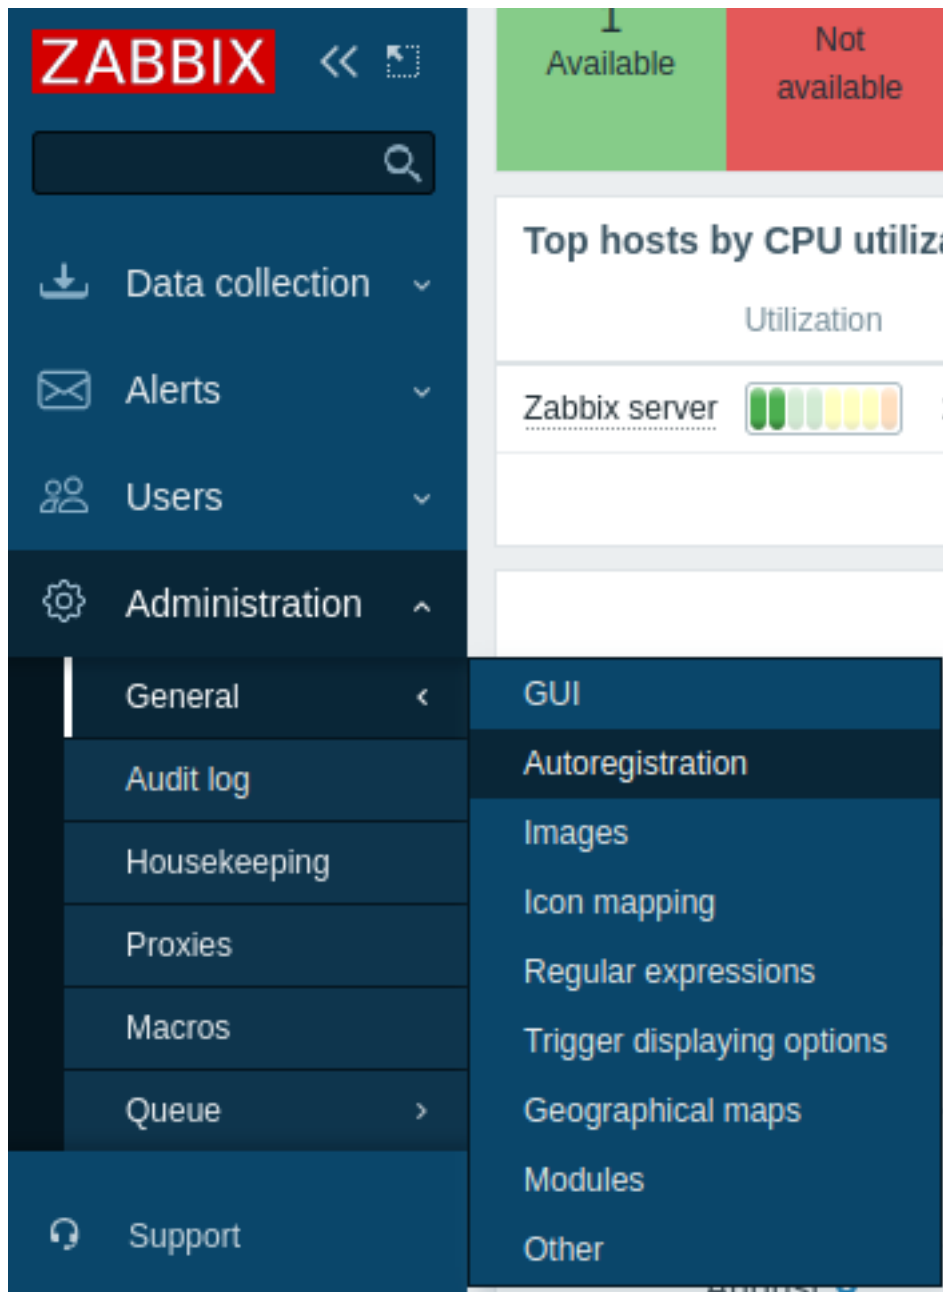 ZABBIX
Data collection
Alerts
Users
Administration
General
Audit log
Housekeeping
Proxies
Macros
Queue
Support
GUI
Autoregistration
Images
Icon mapping
Regular expressions
Trigger displaying options
Geographical maps
Modules
Other
1
Available
Not
available
Top hosts by CPU utiliza
Utilization
Zabbix server